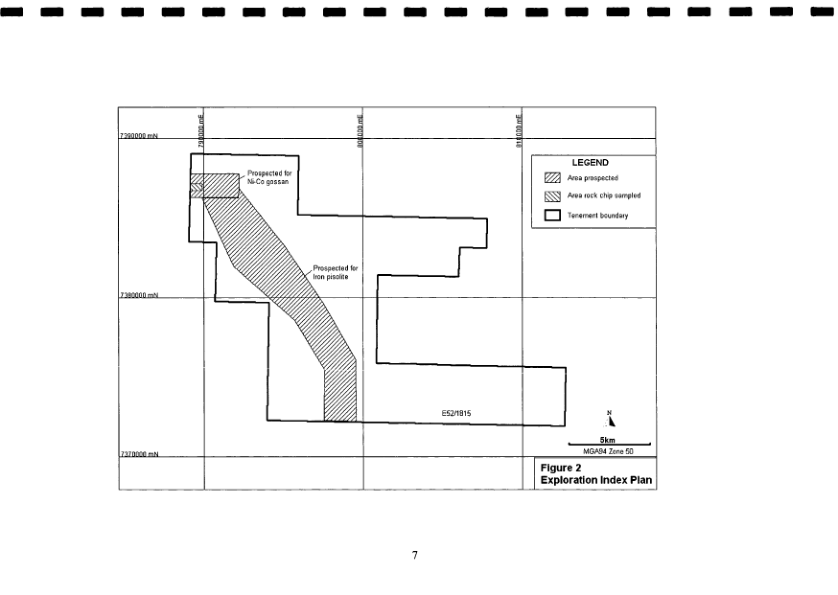 790000 mE
800000 mE
810000 mE
7390000 mN
LEGEND
Area prospected
Area rock chip sampled
Tenement boundary
Prospected for
Ni-Co gossan
Prospected for
Iron pisolite
7380000 mN
E52/1815
N
5km
MGA94 Zone 50
7370000 mN
Figure 2
Exploration Index Plan
7